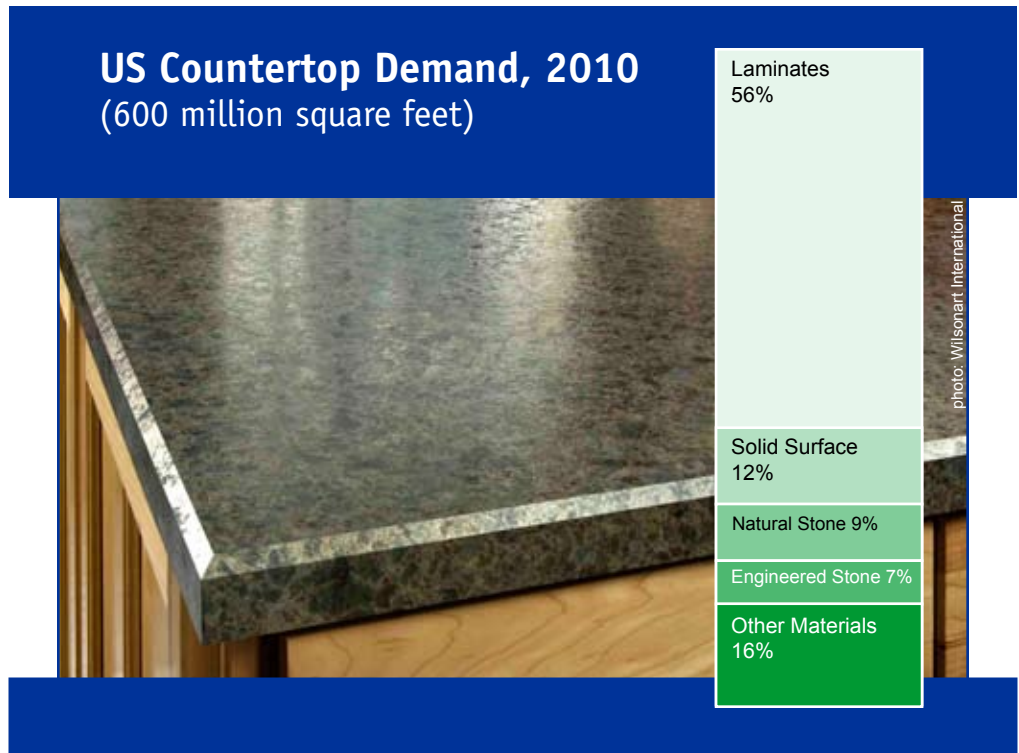 US Countertop Demand, 2010
(600 million square feet)
Laminates
56%
Solid Surface
12%
Natural Stone 9%
Engineered Stone 7%
Other Materials
16%
photo: Wilsonart International